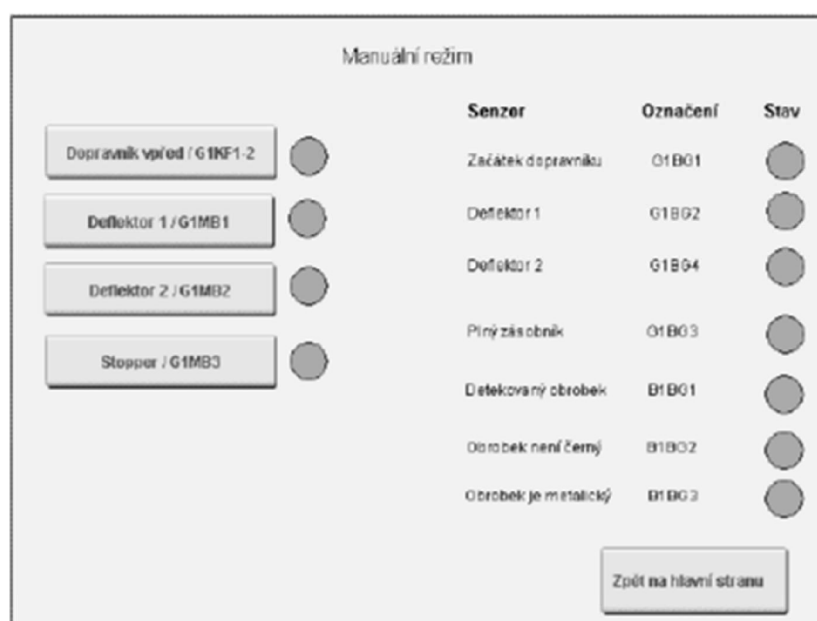 Manuální režim
Senzor Označení Stav
Dopravník vpřed / G1KF1-2
Deflektor 1 / G1MB1
Deflektor 2 / G1MB2
Stopper / G1MB3
Začátek dopravníku G1BG1
Deflektor 1 G1BG2
Deflektor 2 G1BG4
Plný zásobník G1BG3
Detekovaný obrobek B1BG1
Obrobek není černý B1BG2
Obrobek je metalický B1BG3
Zpět na hlavní stranu